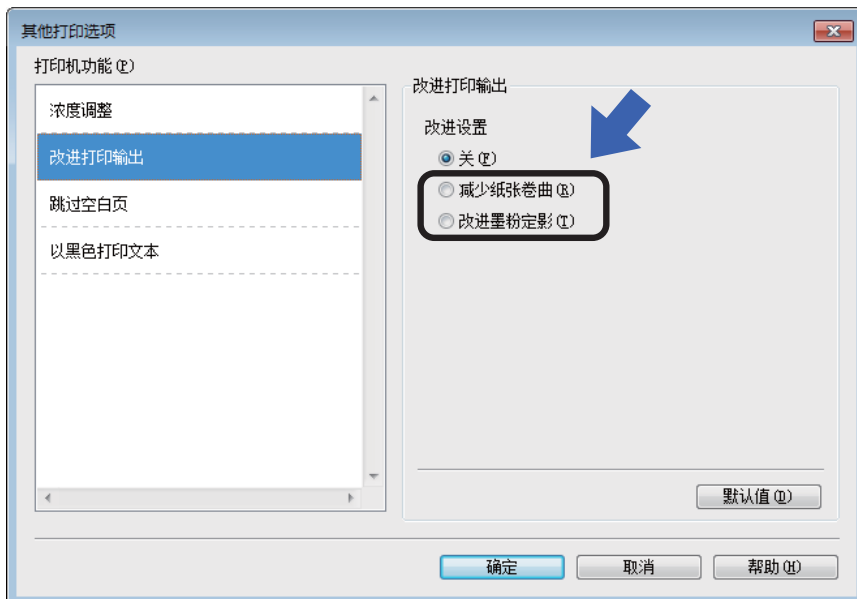 其他打印选项
打印机功能(P)
浓度调整
改进打印输出
跳过空白页
以黑色打印文本
改进打印输出
改进设置
关(F)
减少纸张卷曲(R)
改进墨粉定影(T)
默认值(D)
确定
取消
帮助(H)